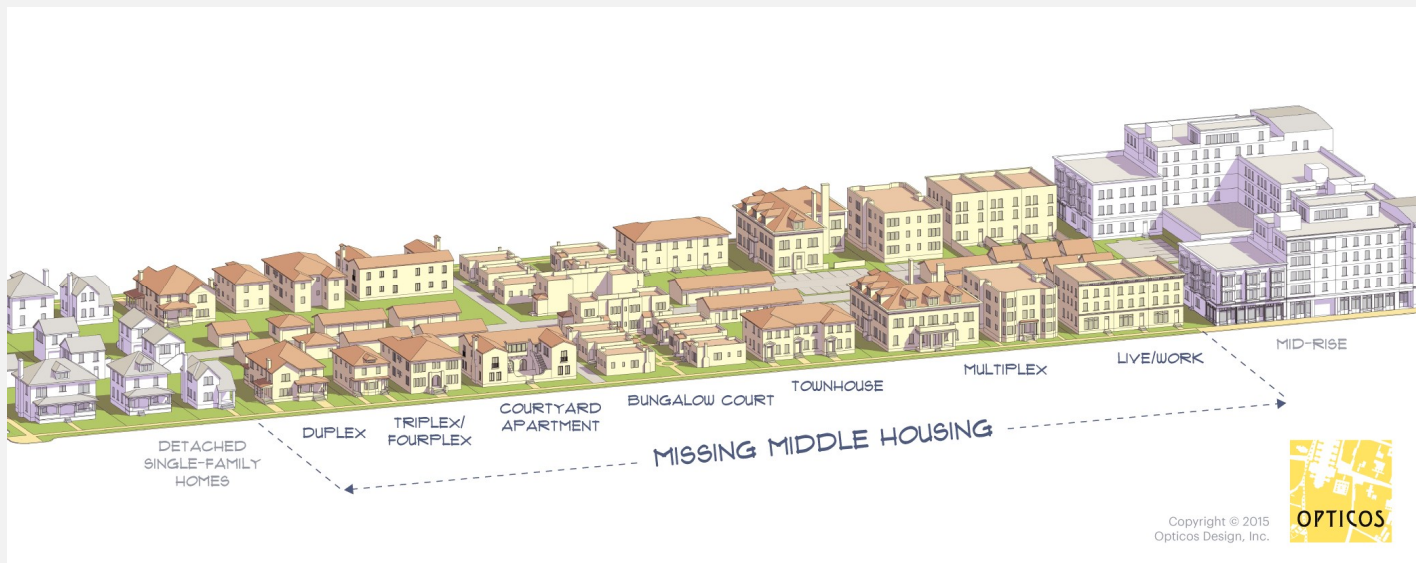 DETACHED
SINGLE-FAMILY
HOMES
DUPLEX
TRIPLEX/
FOURPLEX
COURTYARD
APARTMENT
BUNGALOW COURT
TOWNHOUSE
MULTIPLEX
LIVE/WORK
MID-RISE
MISSING MIDDLE HOUSING
Copyright © 2015
Opticos Design, Inc.
OPTICOS